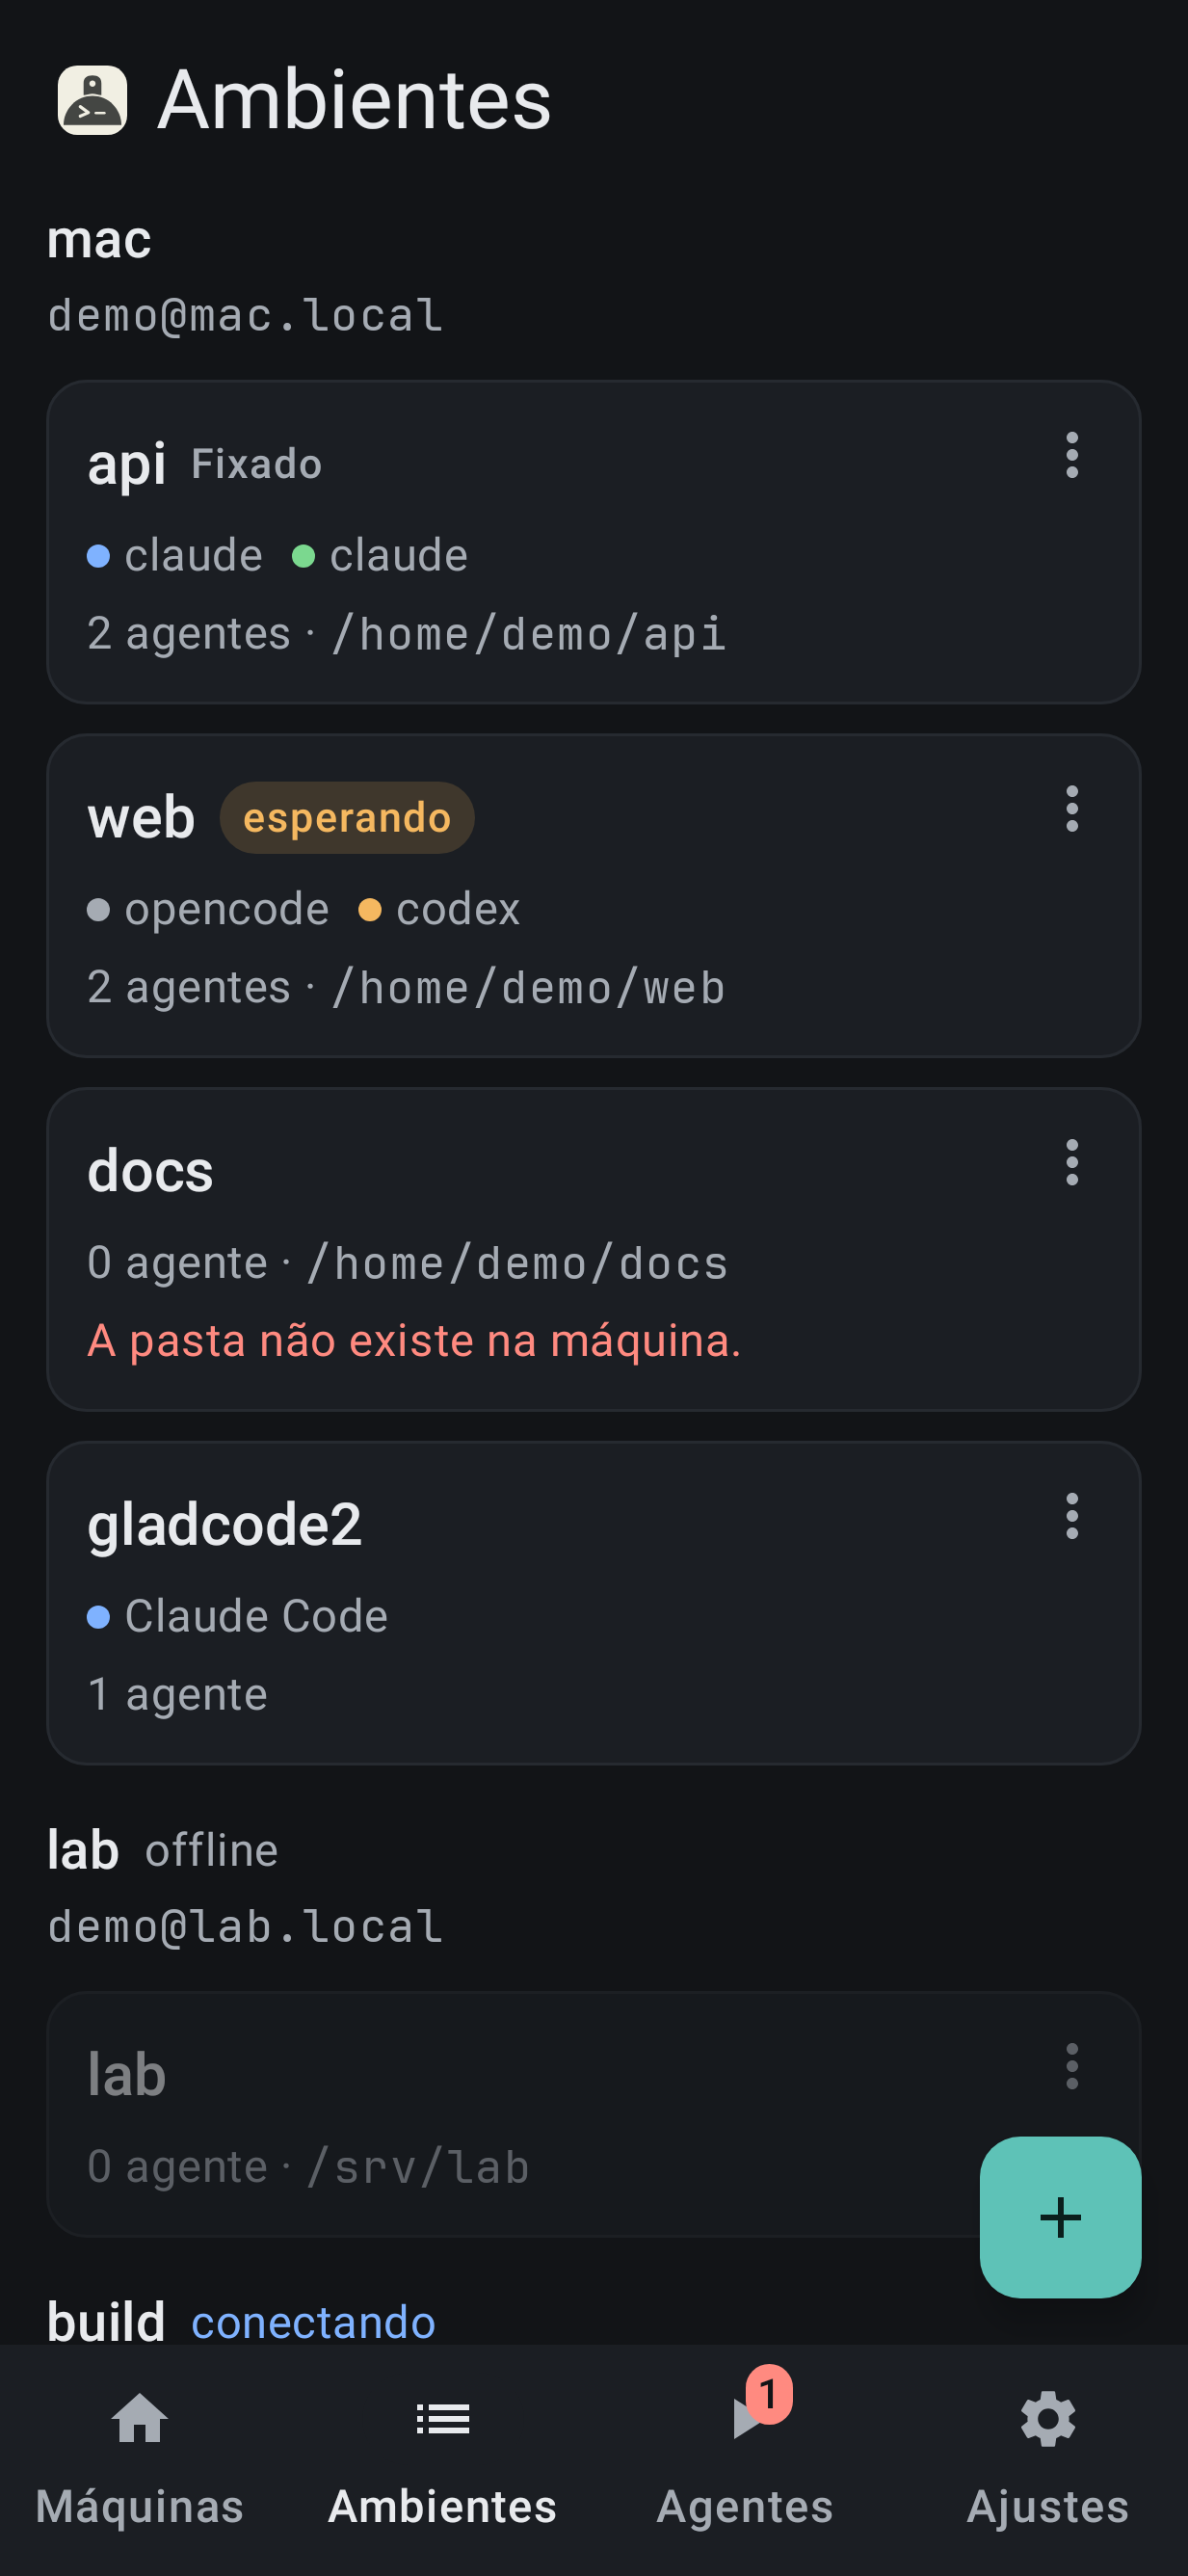 Ambientes
mac
demo@mac.local
api Fixado
claude claude
2 agentes · /home/demo/api
web esperando
opencode codex
2 agentes · /home/demo/web
docs
0 agente · /home/demo/docs
A pasta não existe na máquina.
gladcode2
Claude Code
1 agente
lab offline
demo@lab.local
lab
0 agente · /srv/lab
+
build conectando
1
Máquinas Ambientes Agentes Ajustes